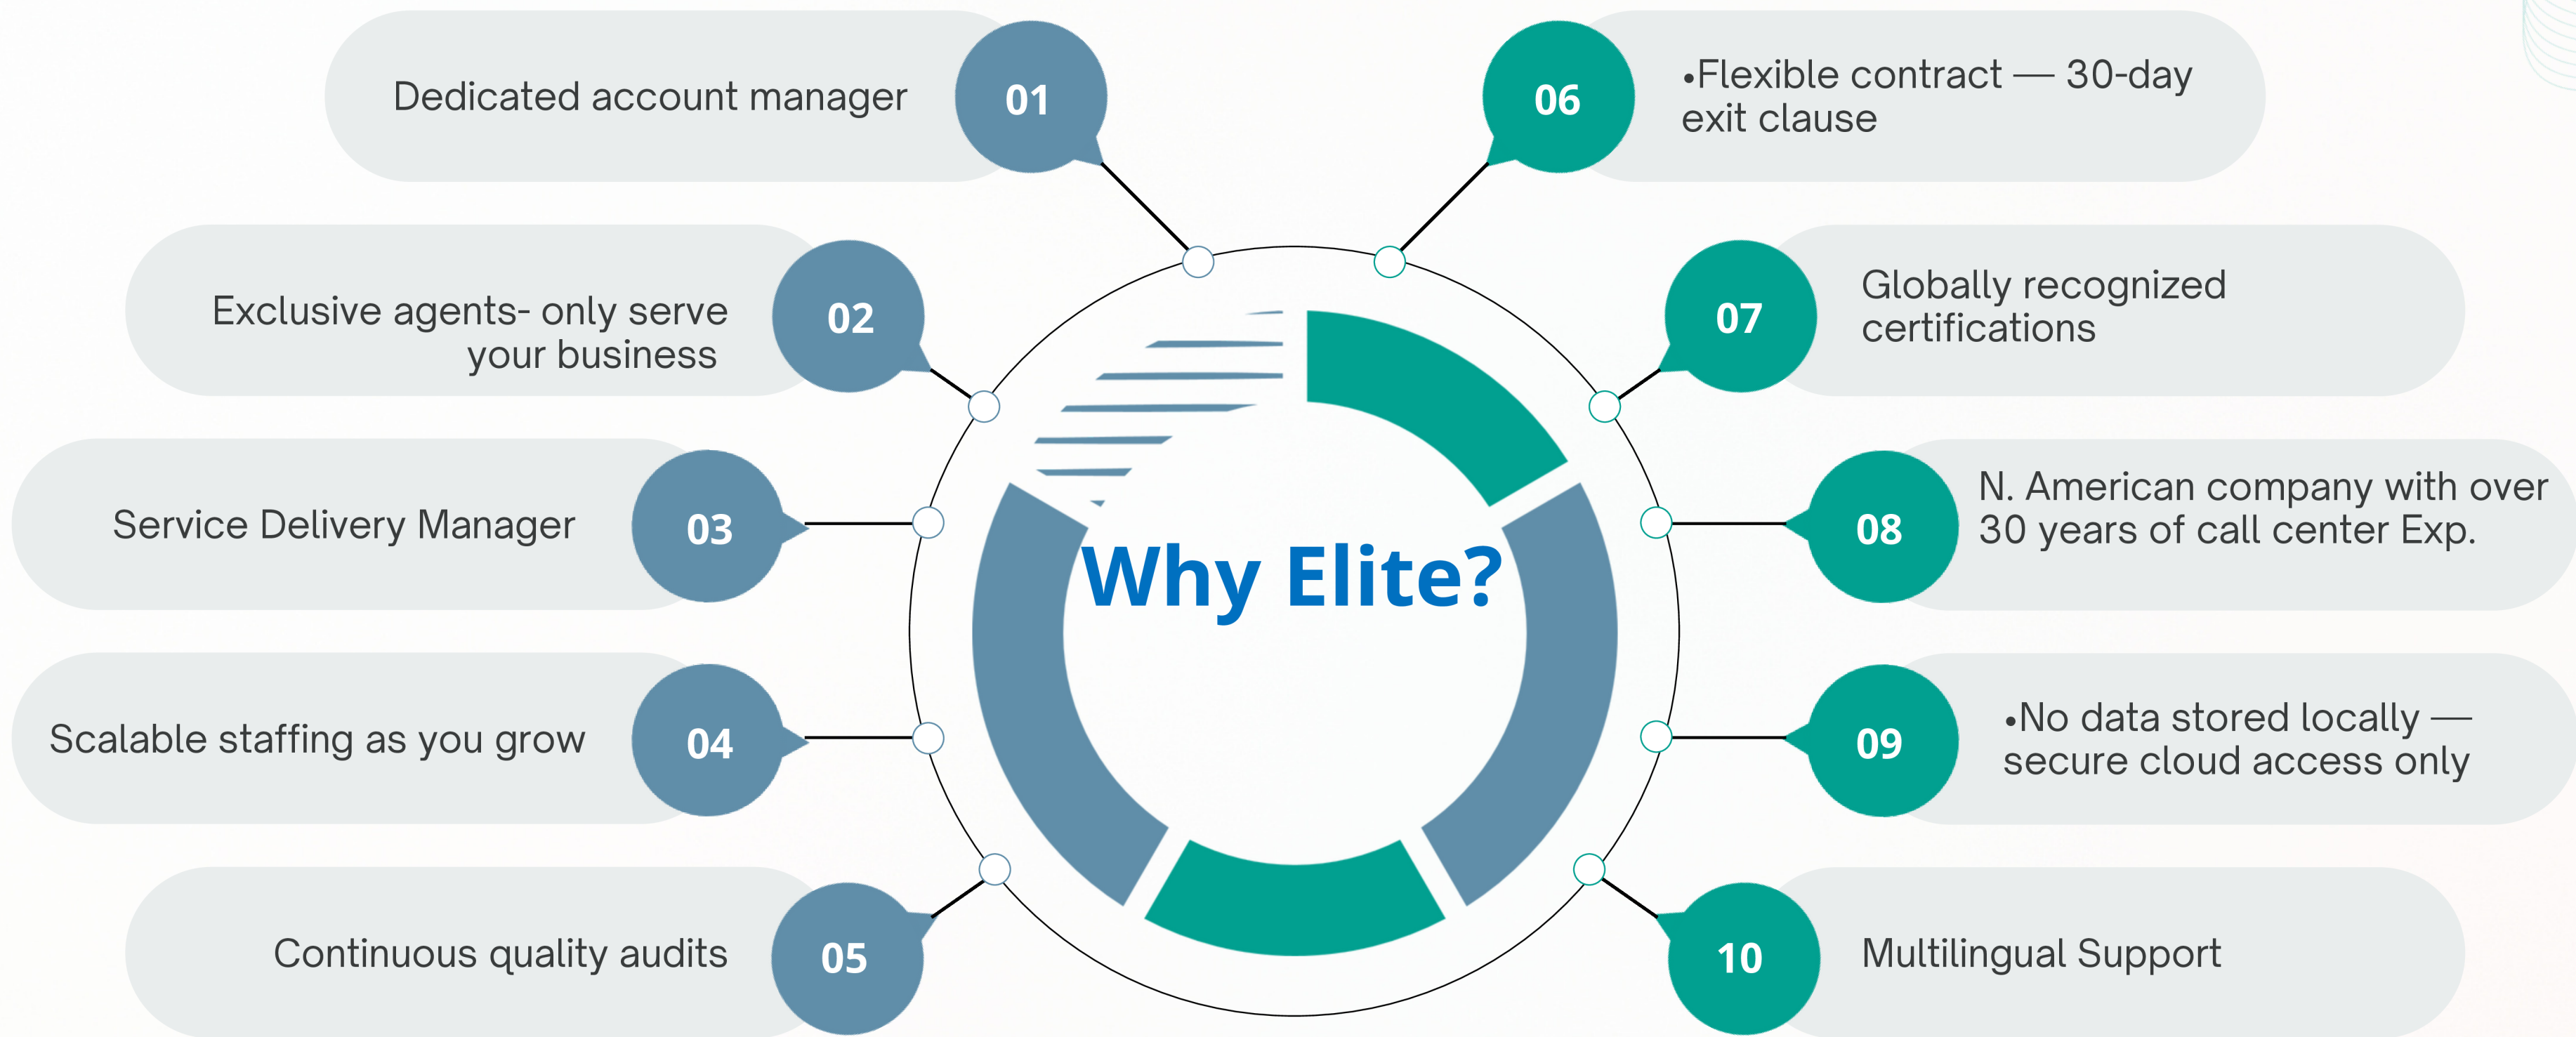 Dedicated account manager
01
Exclusive agents- only serve
your business
02
Service Delivery Manager
03
Scalable staffing as you grow
04
Continuous quality audits
05
Why Elite?
06
•Flexible contract — 30-day
exit clause
07
Globally recognized
certifications
08
N. American company with over
30 years of call center Exp.
09
•No data stored locally —
secure cloud access only
10
Multilingual Support